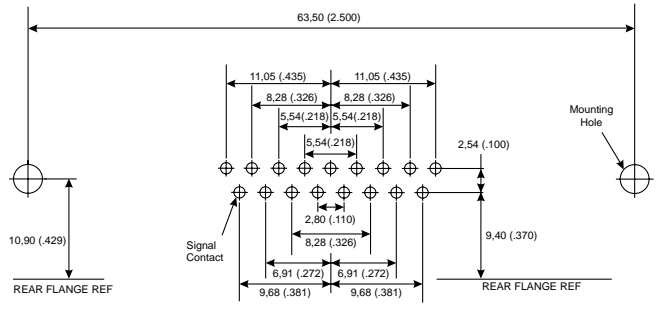 63,50 (2.500)
11,05 (.435) 11,05 (.435)
8,28 (.326) 8,28 (.326)
5,54(.218) 5,54(.218)
5,54(.218)
Mounting
Hole
2,54 (.100)
2,80 (.110)
8,28 (.326)
Signal
Contact
10,90 (.429)
9,40 (.370)
6,91 (.272) 6,91 (.272)
9,68 (.381) 9,68 (.381)
REAR FLANGE REF
REAR FLANGE REF